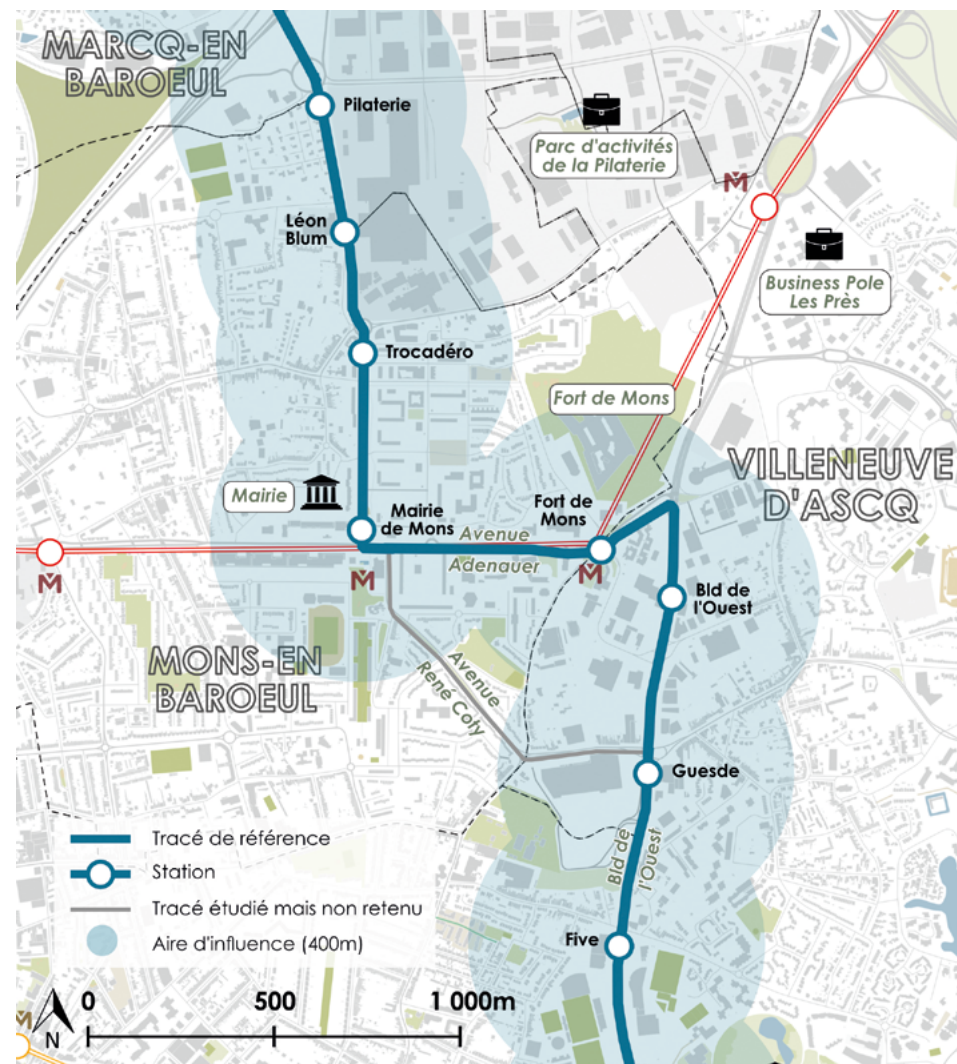 MARCQ-EN
BAROEUL
Pilaterie
Parc d'activités
de la Pilaterie
M
Léon
Blum
Business Pole
Les Près
Trocadéro
Fort de Mons
VILLENEUVE
D'ASCQ
Mairie
Mairie
de Mons
Fort de
Mons
Avenue
Adenauer
M
M
M
Bld de
l'Ouest
MONS-EN
BAROEUL
Avenue
René Coty
Guesde
Bld de
l'Ouest
Tracé de référence
Station
Tracé étudié mais non retenu
Aire d'influence (400m)
Five
0 500 1 000m
N
M